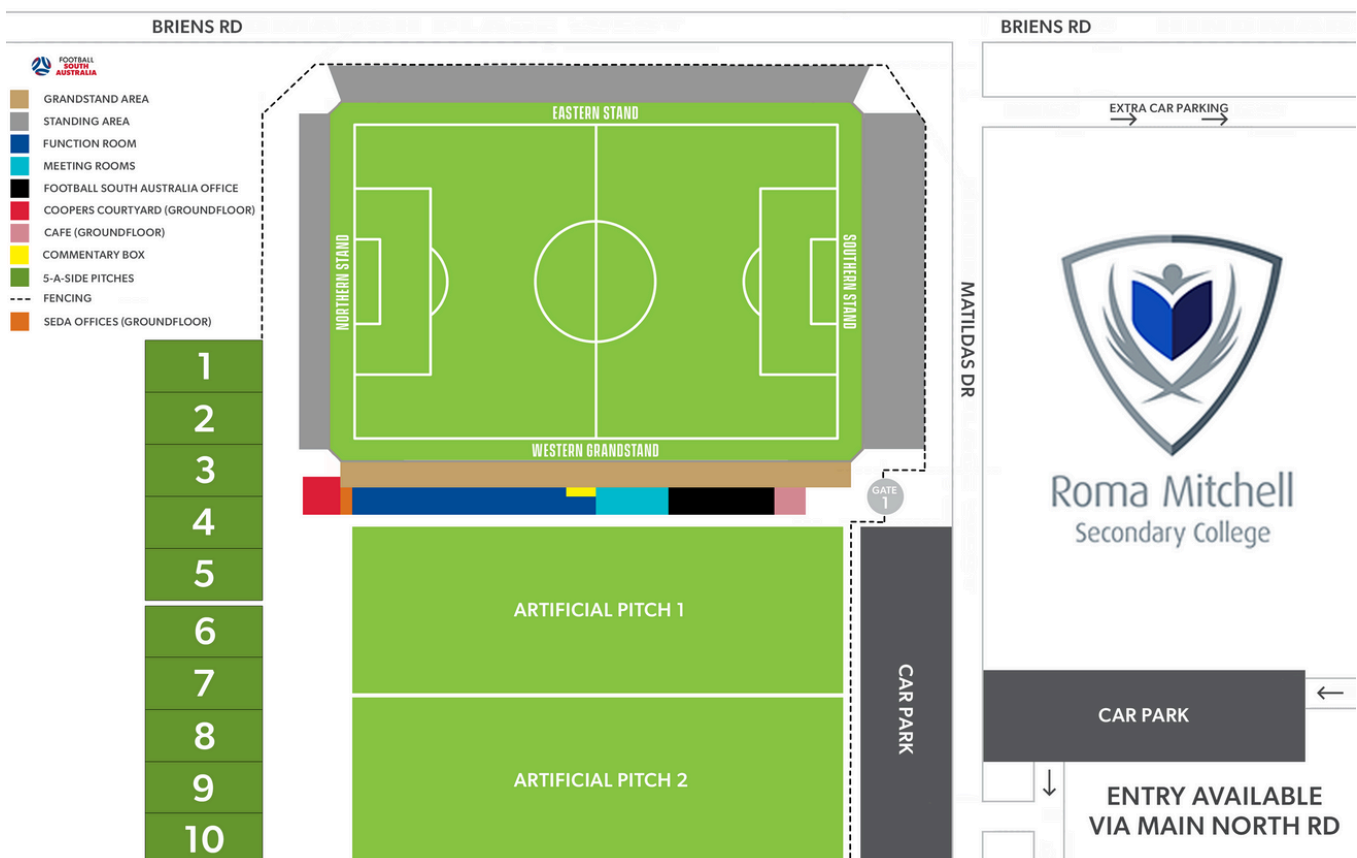 BRIENS RD
BRIENS RD
FOOTBALL
SOUTH
AUSTRALIA
GRANDSTAND AREA
STANDING AREA
FUNCTION ROOM
MEETING ROOMS
FOOTBALL SOUTH AUSTRALIA OFFICE
COOPERS COURTYARD (GROUNDFLOOR)
CAFE (GROUNDFLOOR)
COMMENTARY BOX
5-A-SIDE PITCHES
FENCING
SEDA OFFICES (GROUNDFLOOR)
EASTERN STAND
NORTHERN STAND
SOUTHERN STAND
WESTERN GRANDSTAND
EXTRA CAR PARKING
MATILDAS DR
Roma Mitchell
Secondary College
GATE
1
1
2
3
4
5
6
7
8
9
10
ARTIFICIAL PITCH 1
ARTIFICIAL PITCH 2
CAR PARK
CAR PARK
ENTRY AVAILABLE
VIA MAIN NORTH RD